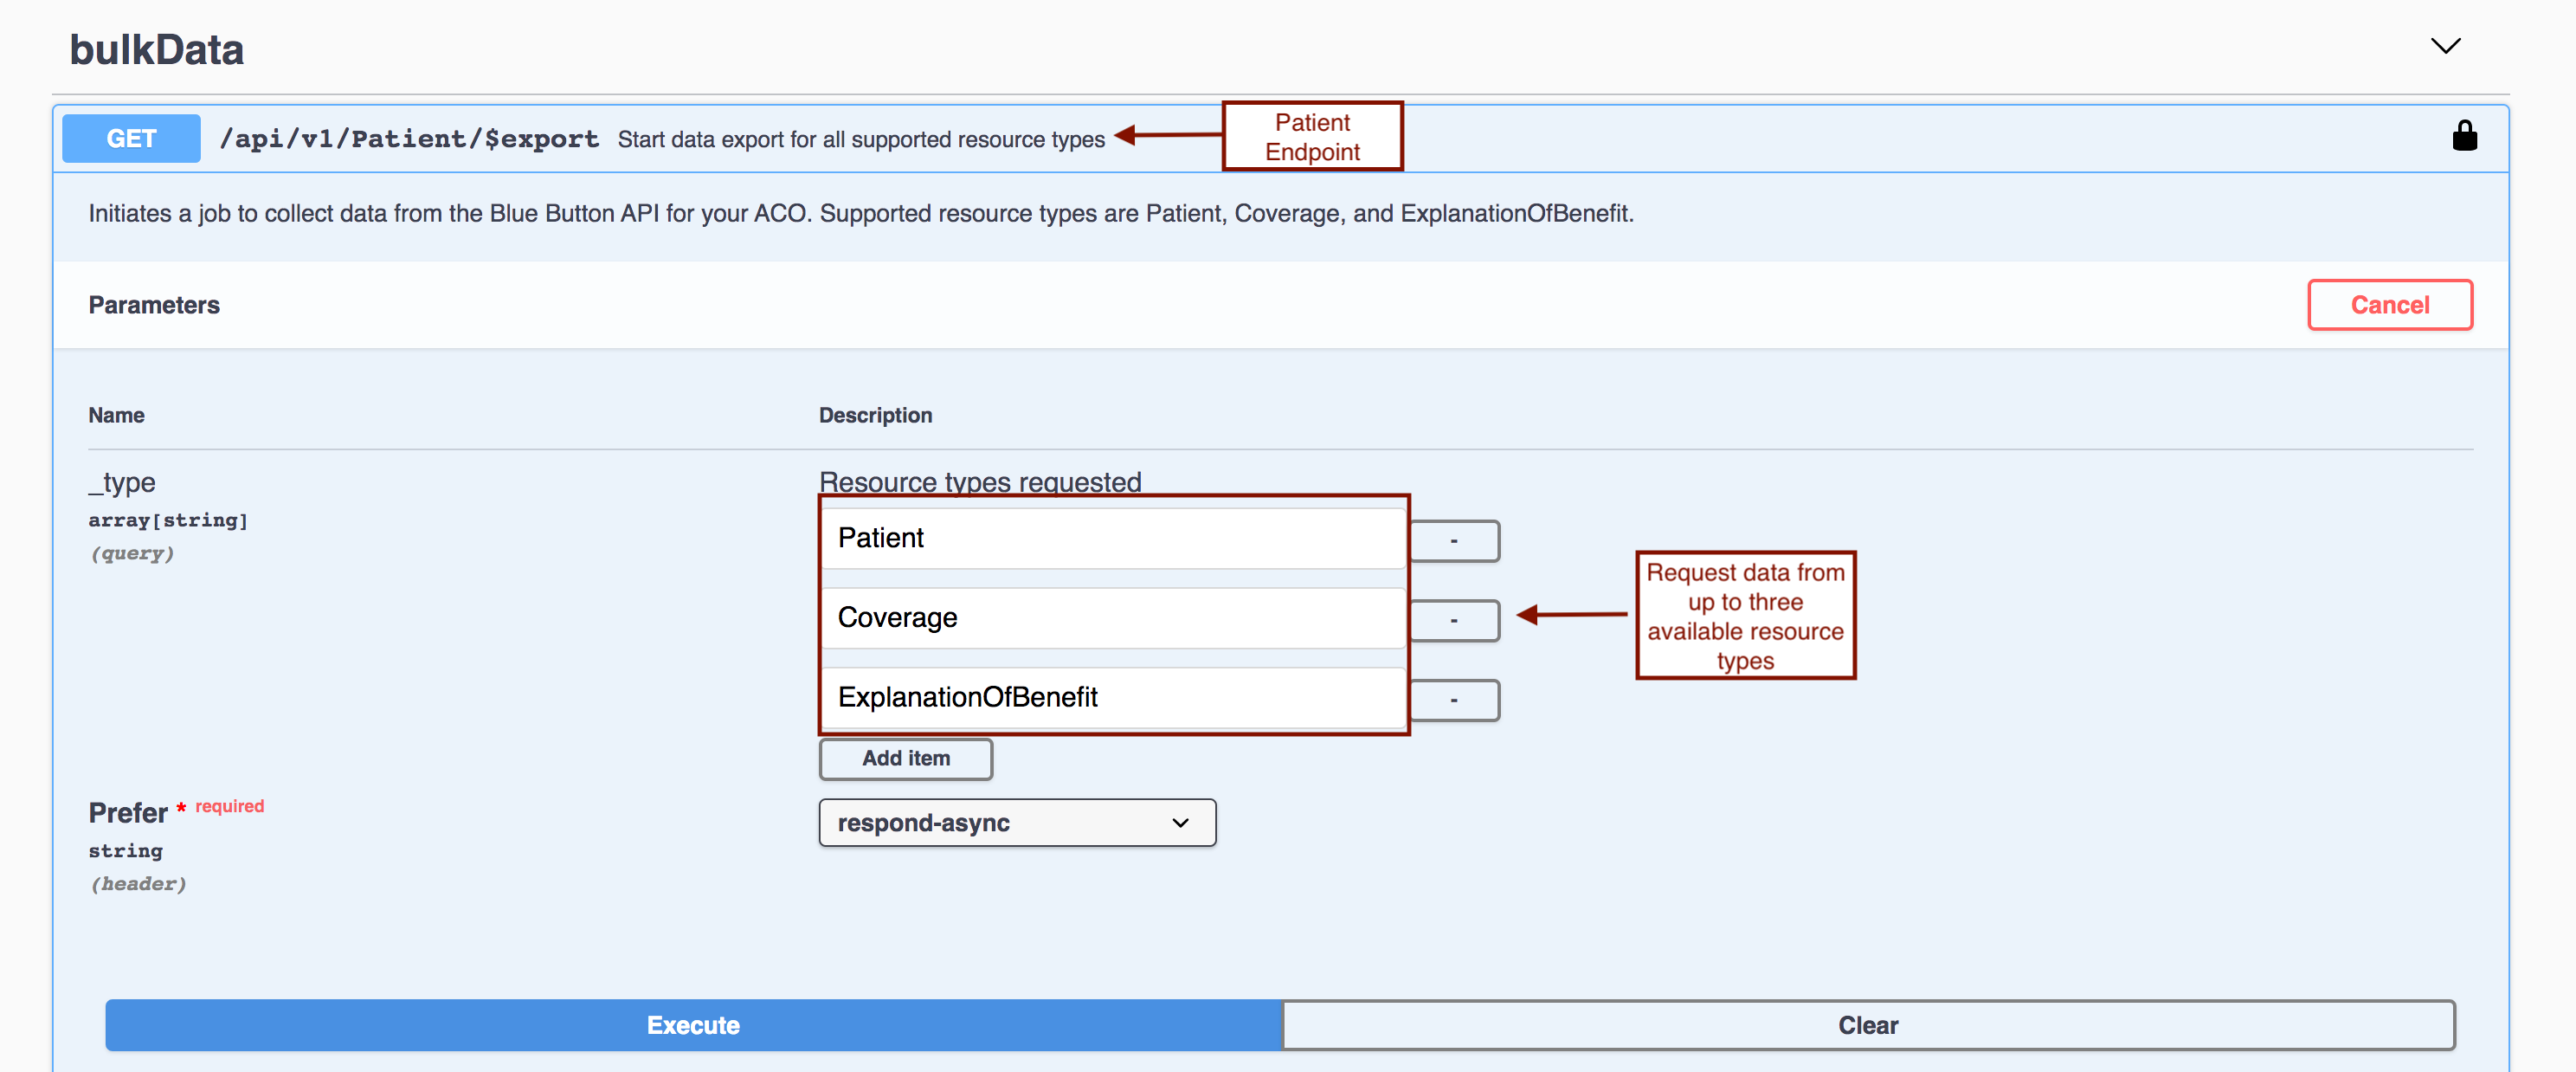 bulkData
GET /api/v1/Patient/$export Start data export for all supported resource types
Patient
Endpoint
Initiates a job to collect data from the Blue Button API for your ACO. Supported resource types are Patient, Coverage, and ExplanationOfBenefit.
Parameters
Cancel
Name
Description
_type
array[string]
(query)
Resource types requested
Patient
-
Coverage
-
ExplanationOfBenefit
-
Request data from
up to three
available resource
types
Add item
Prefer * required
string
(header)
respond-async
Execute
Clear